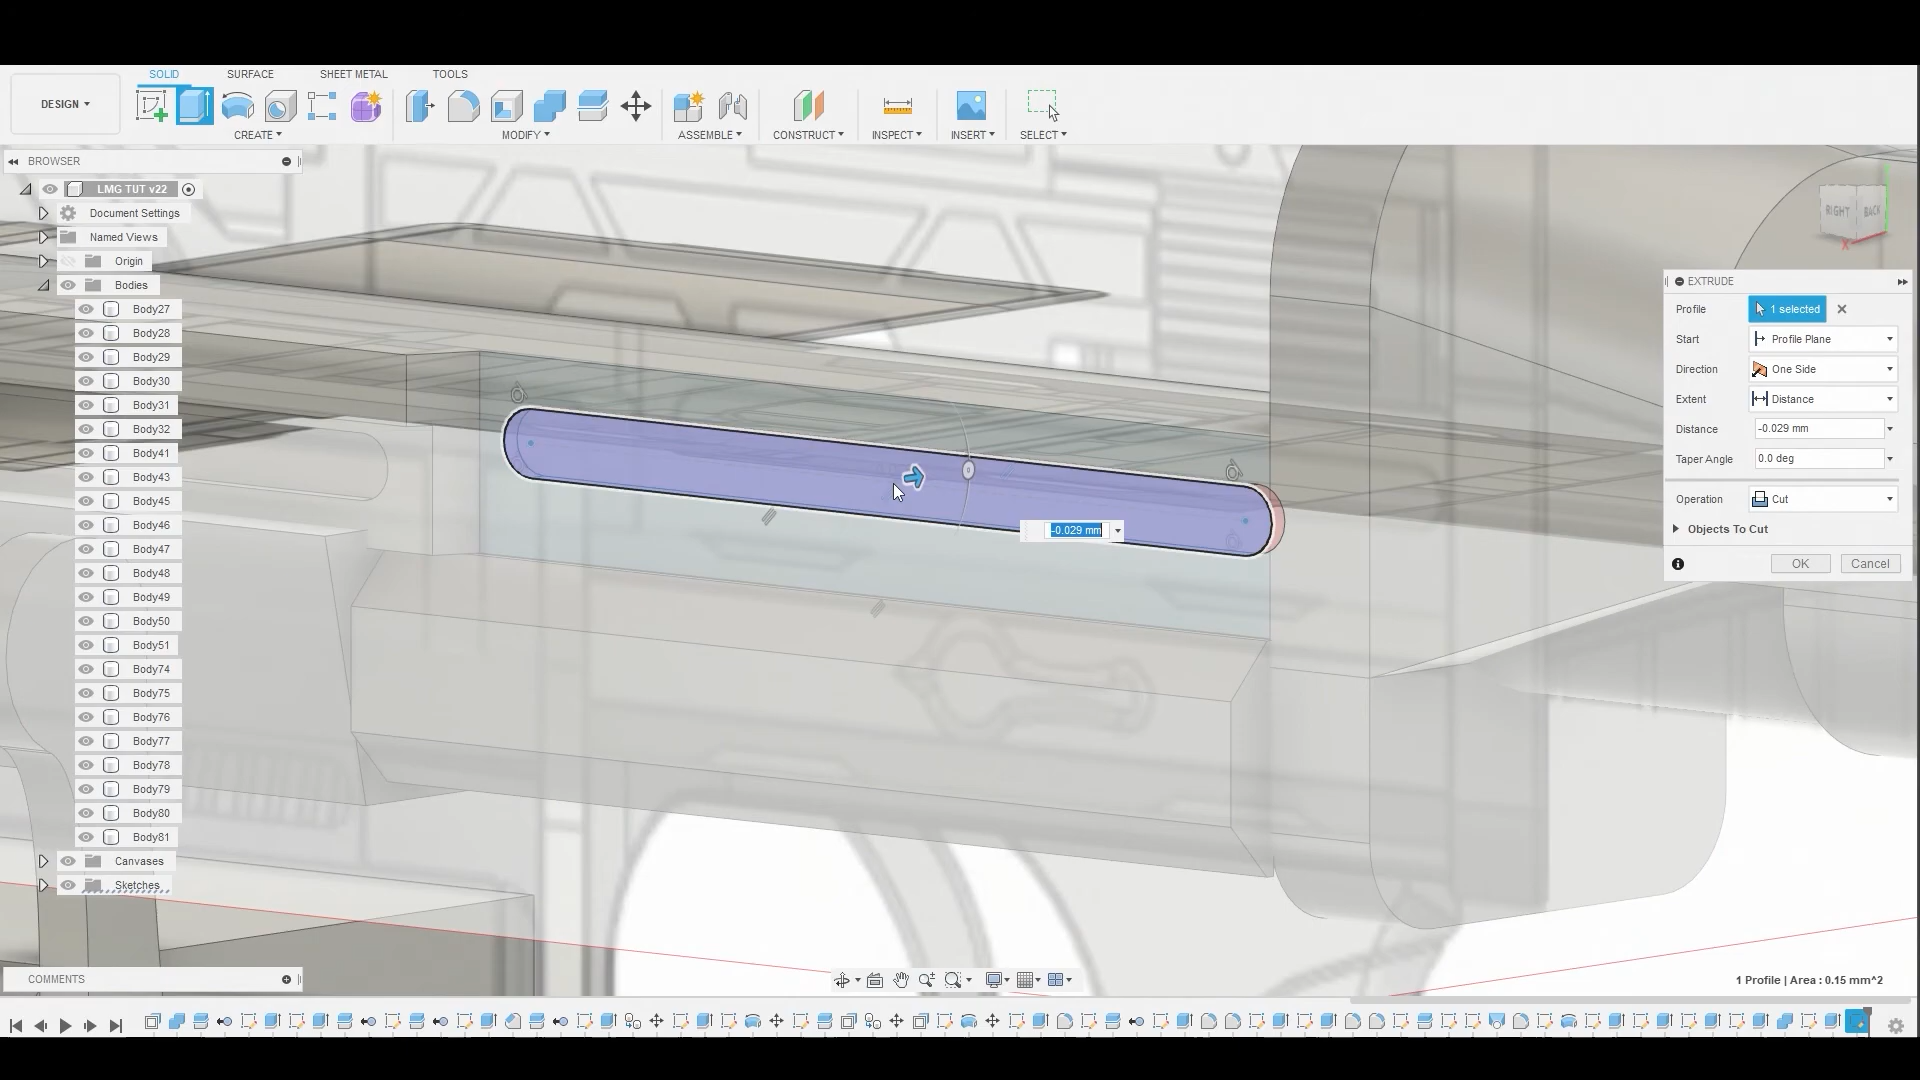 SOLID SURFACE SHEET METAL TOOLS
DESIGN
CREATE MODIFY ASSEMBLE CONSTRUCT INSPECT INSERT SELECT
BROWSER
LMG TUT v22
Document Settings
Named Views
Origin
Bodies
Body27
Body28
Body29
Body30
Body31
Body32
Body41
Body43
Body45
Body46
Body47
Body48
Body49
Body50
Body51
Body74
Body75
Body76
Body77
Body78
Body79
Body80
Body81
Canvases
Sketches
COMMENTS
RIGHT BACK
X
-0.029 mm
EXTRUDE
Profile 1 selected
Start Profile Plane
Direction One Side
Extent Distance
Distance -0.029 mm
Taper Angle 0.0 deg
Operation Cut
Objects To Cut
OK Cancel
1 Profile | Area : 0.15 mm^2